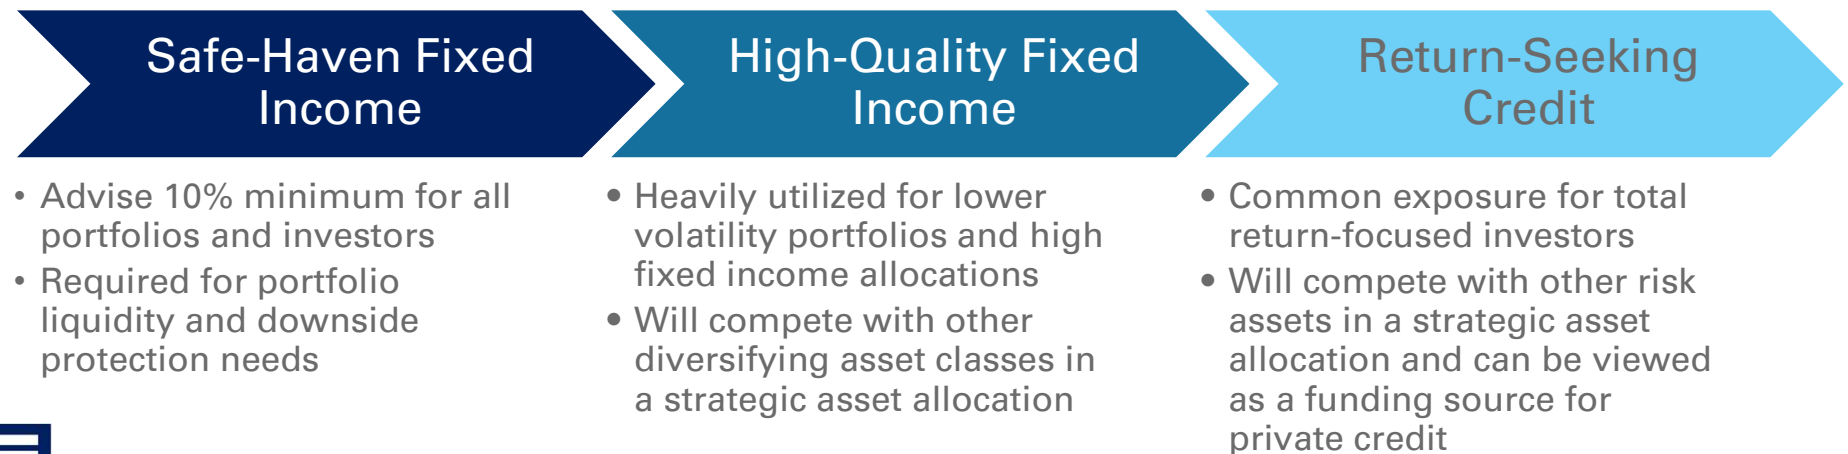 Safe-Haven Fixed
Income
• Advise 10% minimum for all
portfolios and investors
• Required for portfolio
liquidity and downside
protection needs
High-Quality Fixed
Income
• Heavily utilized for lower
volatility portfolios and high
fixed income allocations
• Will compete with other
diversifying asset classes in
a strategic asset allocation
Return-Seeking
Credit
• Common exposure for total
return-focused investors
• Will compete with other risk
assets in a strategic asset
allocation and can be viewed
as a funding source for
private credit